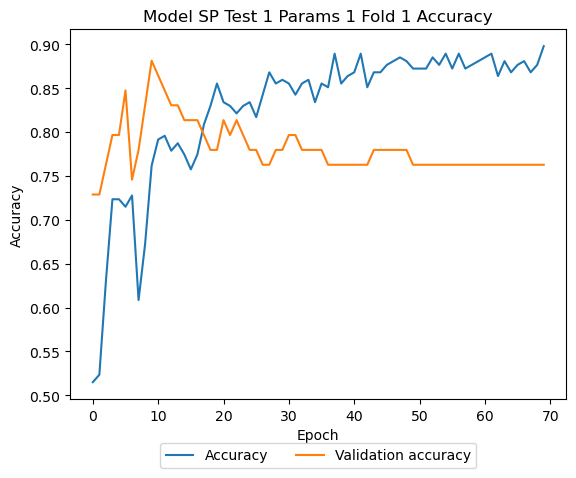 Model SP Test 1 Params 1 Fold 1 Accuracy
0.90
0.85
0.80
0.75
0.70
0.65
0.60
0.55
0.50
Accuracy
0 10 20 30 40 50 60 70
Epoch
Accuracy Validation accuracy